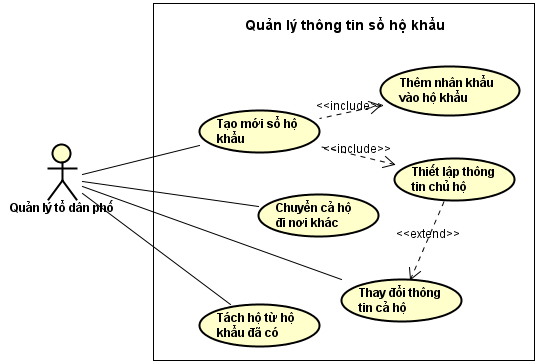 Quản lý thông tin sổ hộ khẩu
Thêm nhân khẩu
vào hộ khẩu
<<include>>
Tạo mới sổ hộ
khẩu
<<include>>
Thiết lập thông
tin chủ hộ
Quản lý tổ dân phố
Chuyển cả hộ
đi nơi khác
<<extend>>
Thay đổi thông
tin cả hộ
Tách hộ từ hộ
khẩu đã có